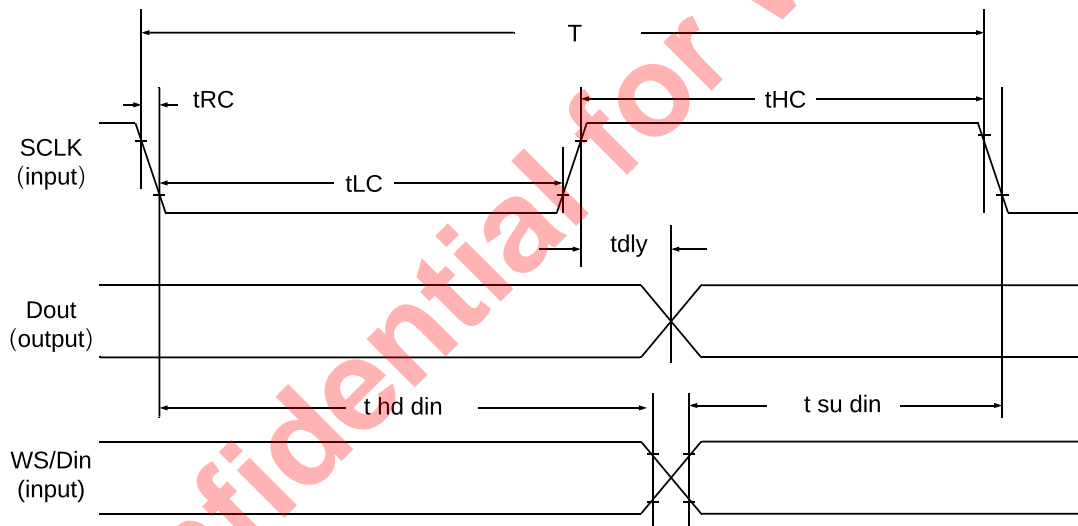 T
tRC
tHC
SCLK
（input）
tLC
tdly
Dout
（output）
t hd din
t su din
WS/Din
(input)
fidential for